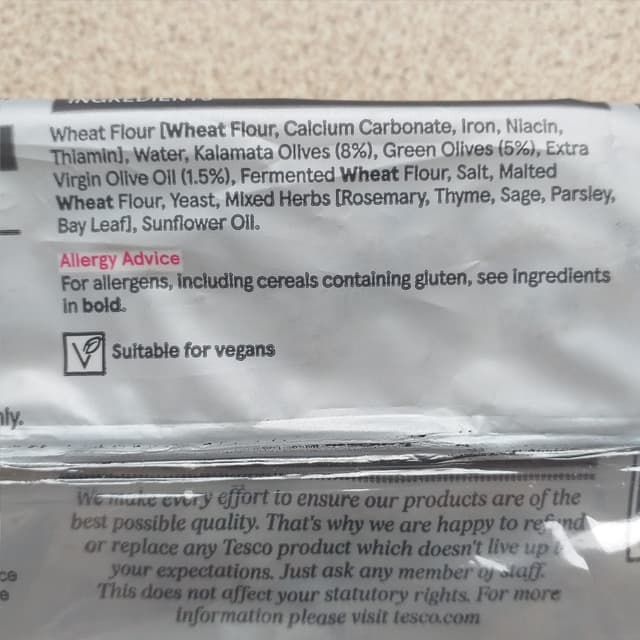 INGREDIENTS
Wheat Flour [Wheat Flour, Calcium Carbonate, Iron, Niacin,
Thiamin], Water, Kalamata Olives (8%), Green Olives (5%), Extra
Virgin Olive Oil (1.5%), Fermented Wheat Flour, Salt, Malted
Wheat Flour, Yeast, Mixed Herbs [Rosemary, Thyme, Sage, Parsley,
Bay Leaf], Sunflower Oil.
Allergy Advice
For allergens, including cereals containing gluten, see ingredients
in bold.
Suitable for vegans
We make every effort to ensure our products are of the
best possible quality. That's why we are happy to refund
or replace any Tesco product which doesn't live up
your expectations. Just ask any member of staff.
This does not affect your statutory rights. For more
information please visit tesco.com